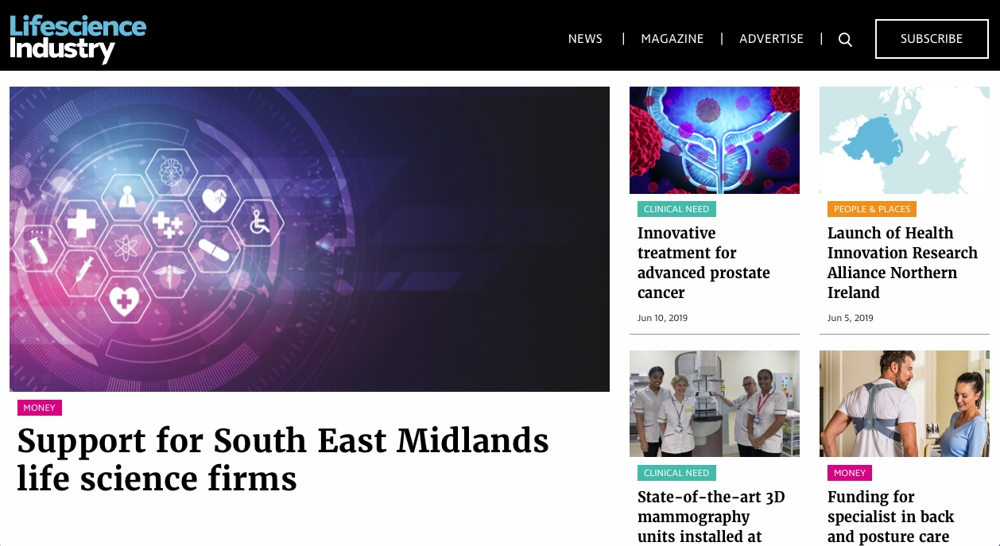 Lifescience
Industry
NEWS | MAGAZINE | ADVERTISE | SUBSCRIBE
MONEY
Support for South East Midlands
life science firms
CLINICAL NEED
Innovative
treatment for
advanced prostate
cancer
Jun 10, 2019
PEOPLE & PLACES
Launch of Health
Innovation Research
Alliance Northern
Ireland
Jun 5, 2019
CLINICAL NEED
State-of-the-art 3D
mammography
units installed at
MONEY
Funding for
specialist in back
and posture care